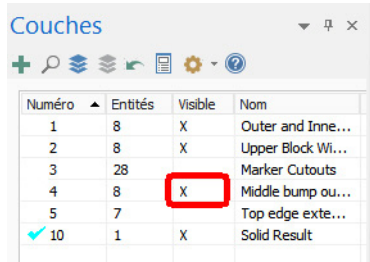 Couches
Numéro Entités Visible Nom
1 8 X Outer and Inne...
2 8 X Upper Block Wi...
3 28 Marker Cutouts
4 8 X Middle bump ou...
5 7 Top edge exte...
10 1 X Solid Result